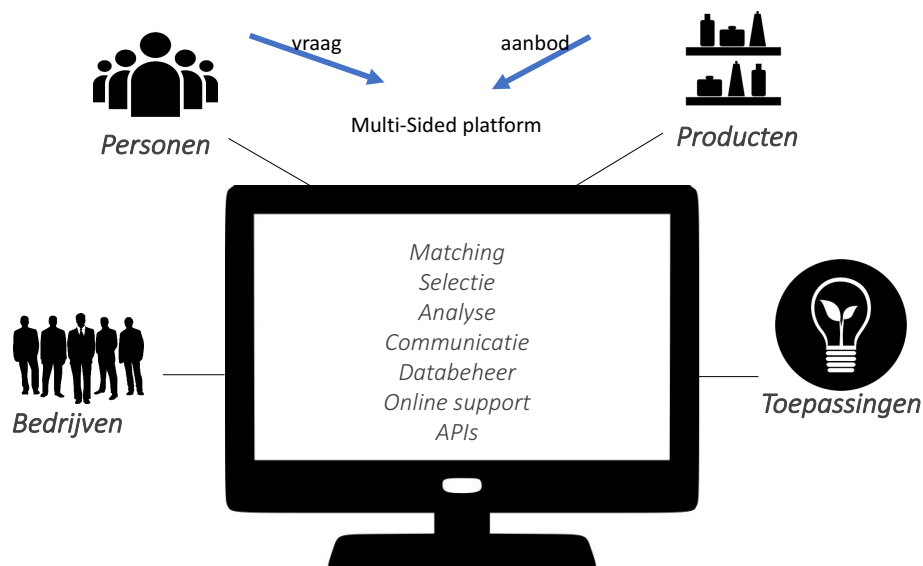 vraag
aanbod
Multi-Sided platform
Personen
Producten
Matching
Selectie
Analyse
Communicatie
Databeheer
Online support
APIs
Bedrijven
Toepassingen